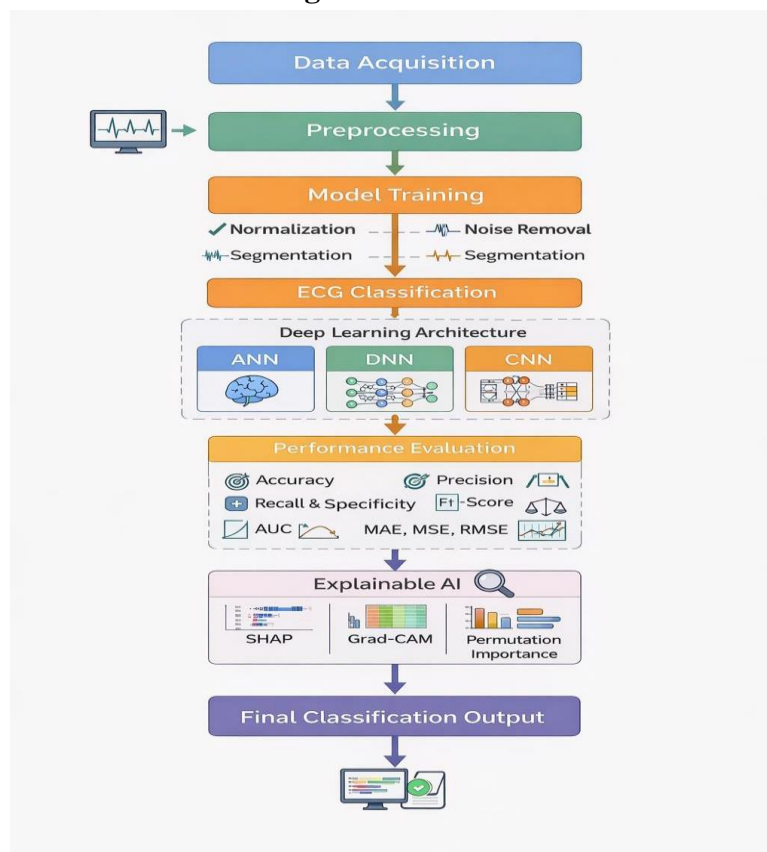 Data Acquisition
Preprocessing
Model Training
Normalization
Noise Removal
Segmentation
Segmentation
ECG Classification
Deep Learning Architecture
ANN
DNN
CNN
Performance Evaluation
Accuracy
Precision
Recall & Specificity
Ft-Score
AUC
MAE, MSE, RMSE
Explainable AI
SHAP
Grad-CAM
Permutation
Importance
Final Classification Output